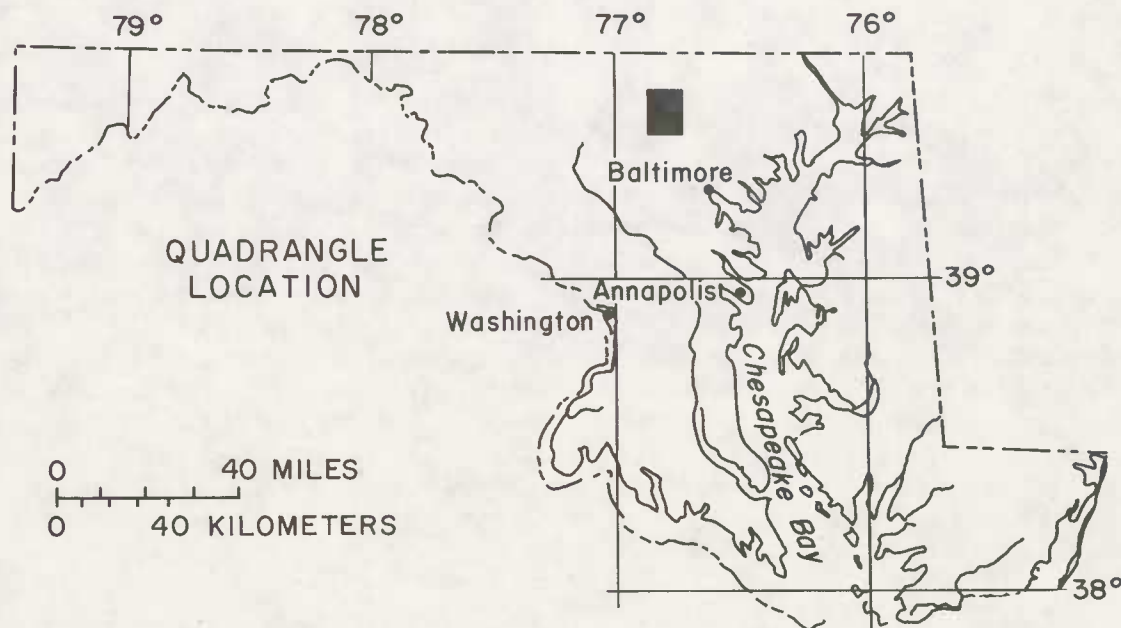 79° 78° 77° 76°
Baltimore
QUADRANGLE
LOCATION
39°
Annapolis
Washington
Chesapeake Bay
0 40 MILES
0 40 KILOMETERS
38°